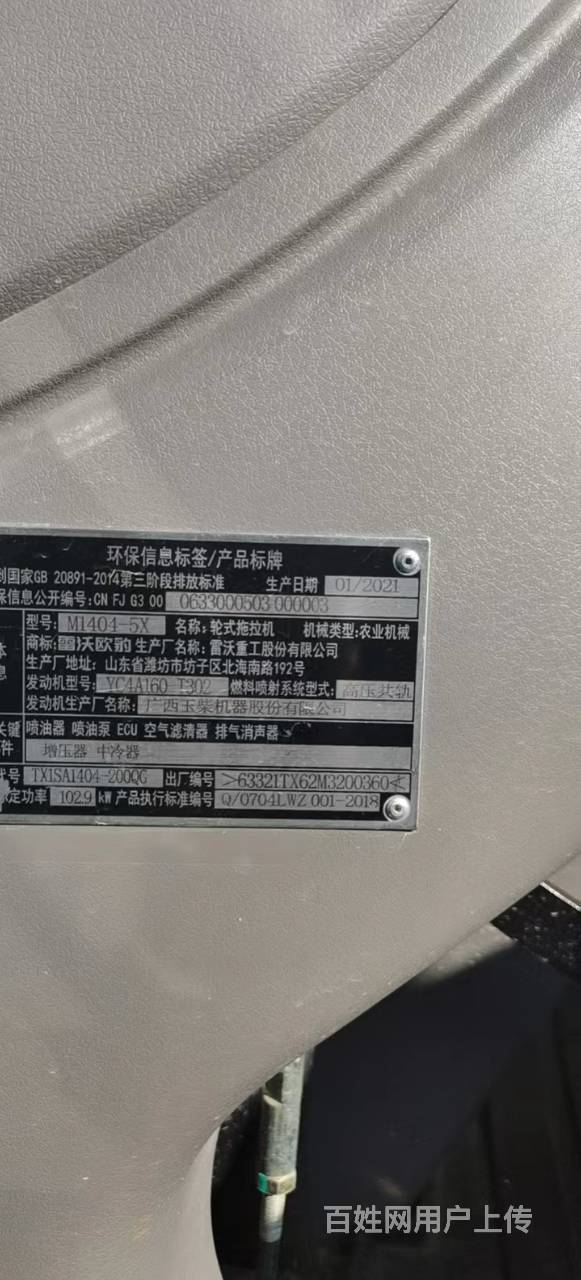 环保信息标签/产品标牌
到国家GB 20891-2014第三阶段排放标准 生产日期 01/2021
保信息公开编号:CN FJ G3 00 0633000503 000003
型号: M1404-5X 名称: 轮式拖拉机 机械类型: 农业机械
商标: 雷沃欧豹 生产厂名称: 雷沃重工股份有限公司
生产厂地址: 山东省潍坊市坊子区北海南路192号
发动机型号: YC4A160-T302 燃料喷射系统型式: 高压共轨
发动机生产厂名称: 广西玉柴机器股份有限公司
关键 喷油器 喷油泵 ECU 空气滤清器 排气消声器
件 增压器 中冷器
代号 TX1SA1404-200QG 出厂编号 >63321TX62M3200360<
定功率 102.9 kW 产品执行标准编号 Q/0704LWZ 001-2018
百姓网用户上传